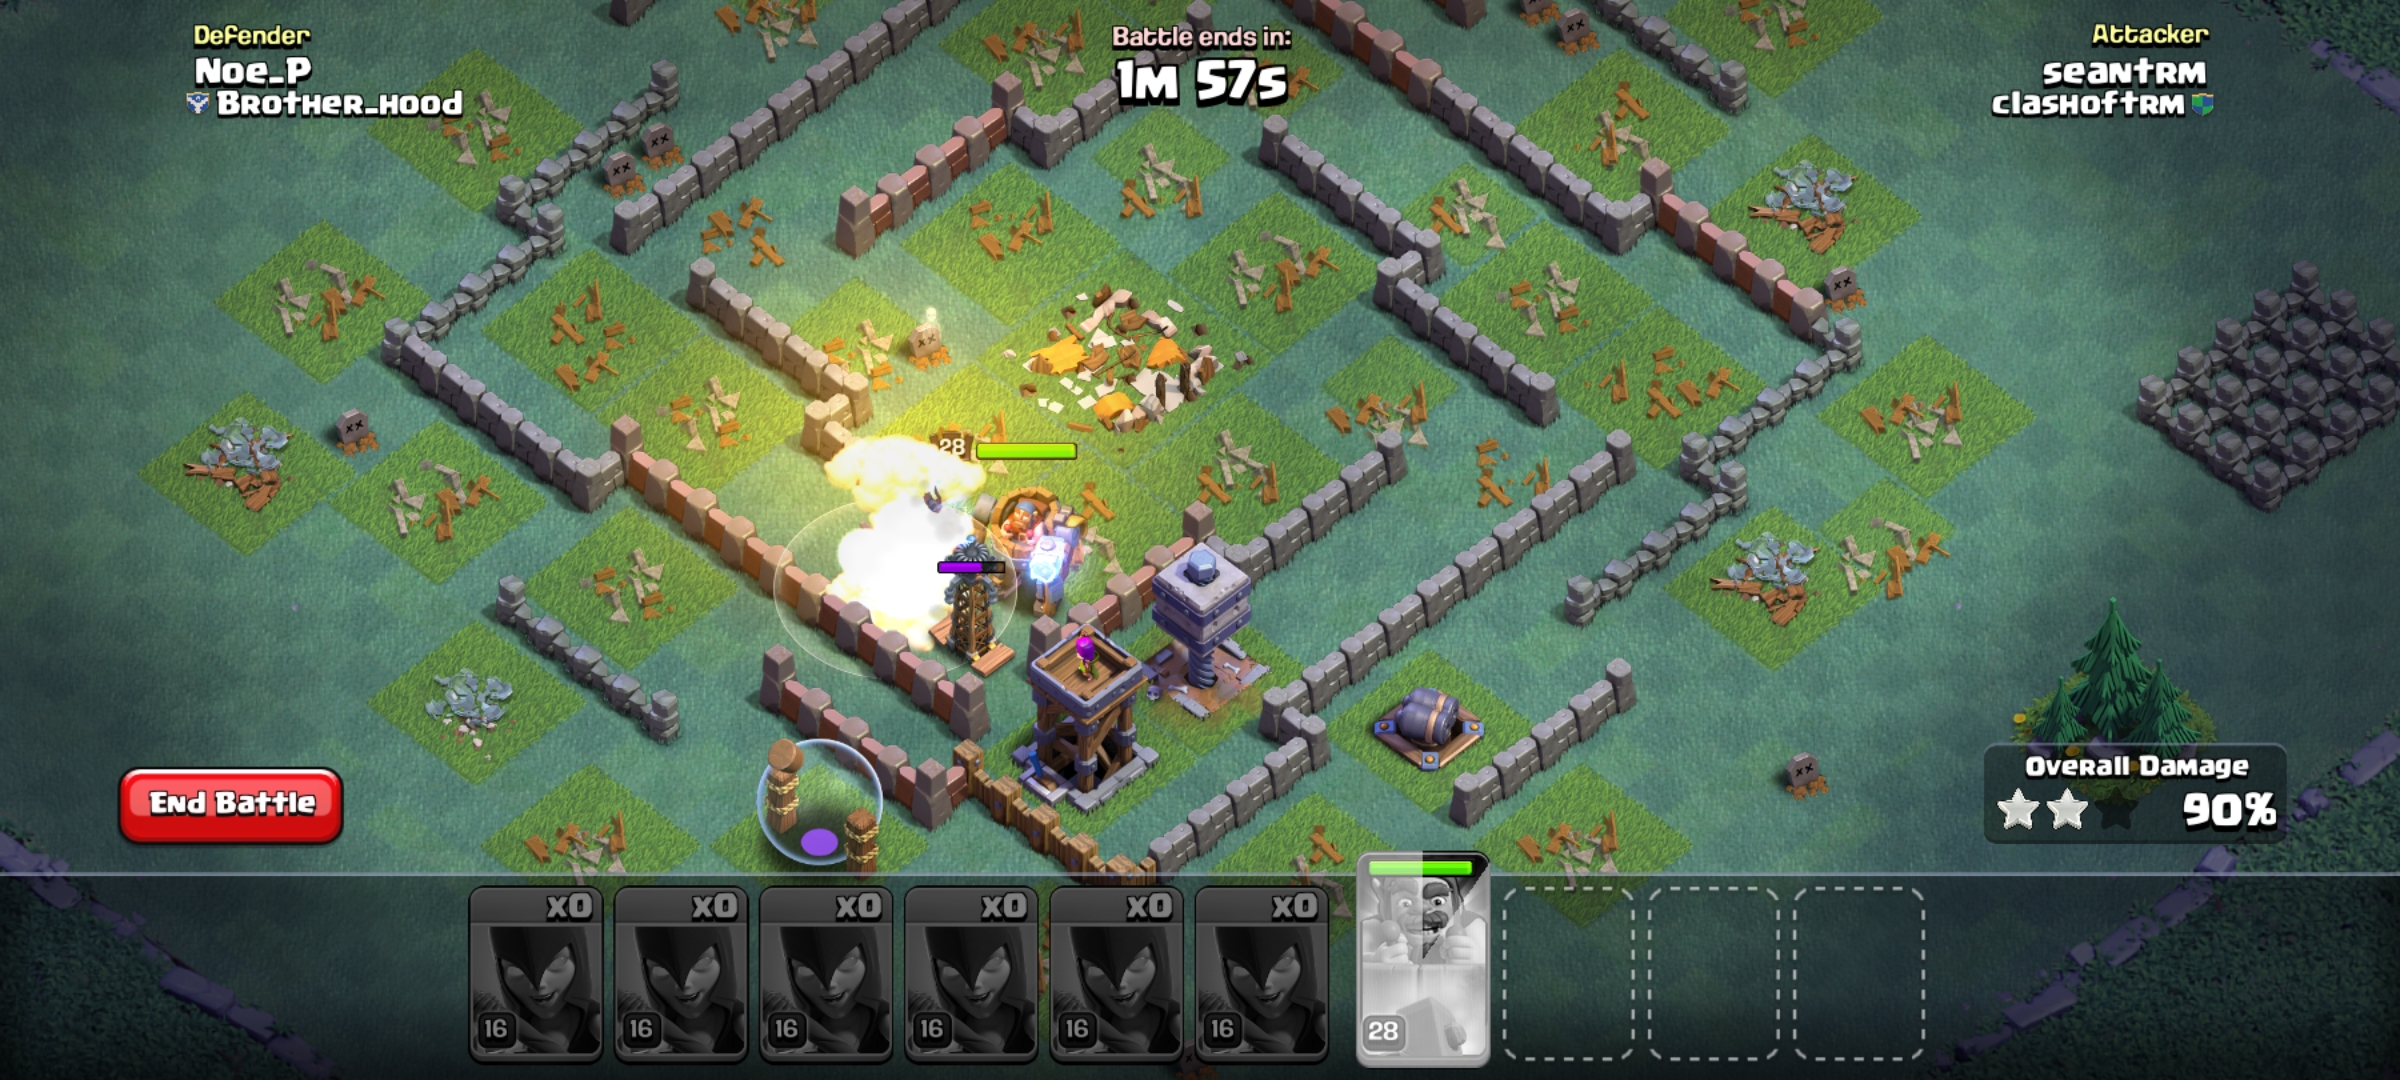 Defender
Noe_P
Brother_hood
Battle ends in:
1M 57s
Attacker
seantrm
clashoftrm
28
End Battle
Overall Damage
90%
x0
x0
x0
x0
x0
x0
16
16
16
16
16
16
28